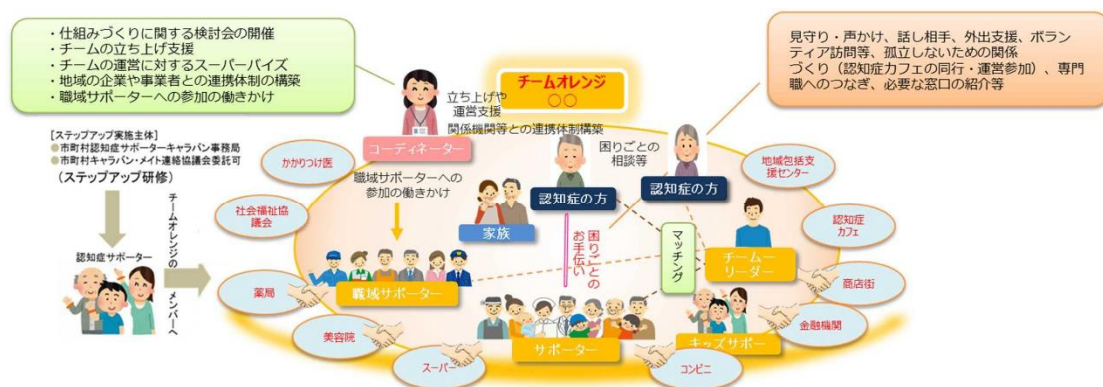 ・仕組みづくりに関する検討会の開催
・チームの立ち上げ支援
・チームの運営に対するスーパーバイズ
・地域の企業や事業者との連携体制の構築
・職域サポーターへの参加の働きかけ
チームオレンジ
○○
見守り・声かけ、話し相手、外出支援、ボラン
ティア訪問等、孤立しないための関係
づくり（認知症カフェの同行・運営参加）、専門
職へのつなぎ、必要な窓口の紹介等
立ち上げや
運営支援
関係機関等との連携体制構築
コーディネーター
[ステップアップ実施主体]
●市町村認知症サポーターキャラバン事務局
●市町村キャラバン・メイト連絡協議会委託可
(ステップアップ研修)
かかりつけ医
困りごとの
相談等
認知症の方
認知症の方
地域包括支
援センター
職域サポーターへの
参加の働きかけ
家族
社会福祉協
議会
認知症
カフェ
チームオレンジの
メンバーへ
認知症サポーター
困りごとの
お手伝い
マッチング
チームー
リーダー
職域サポーター
薬局
商店街
美容院
金融機関
スーパー
サポーター
キッズサポー
コンビニ